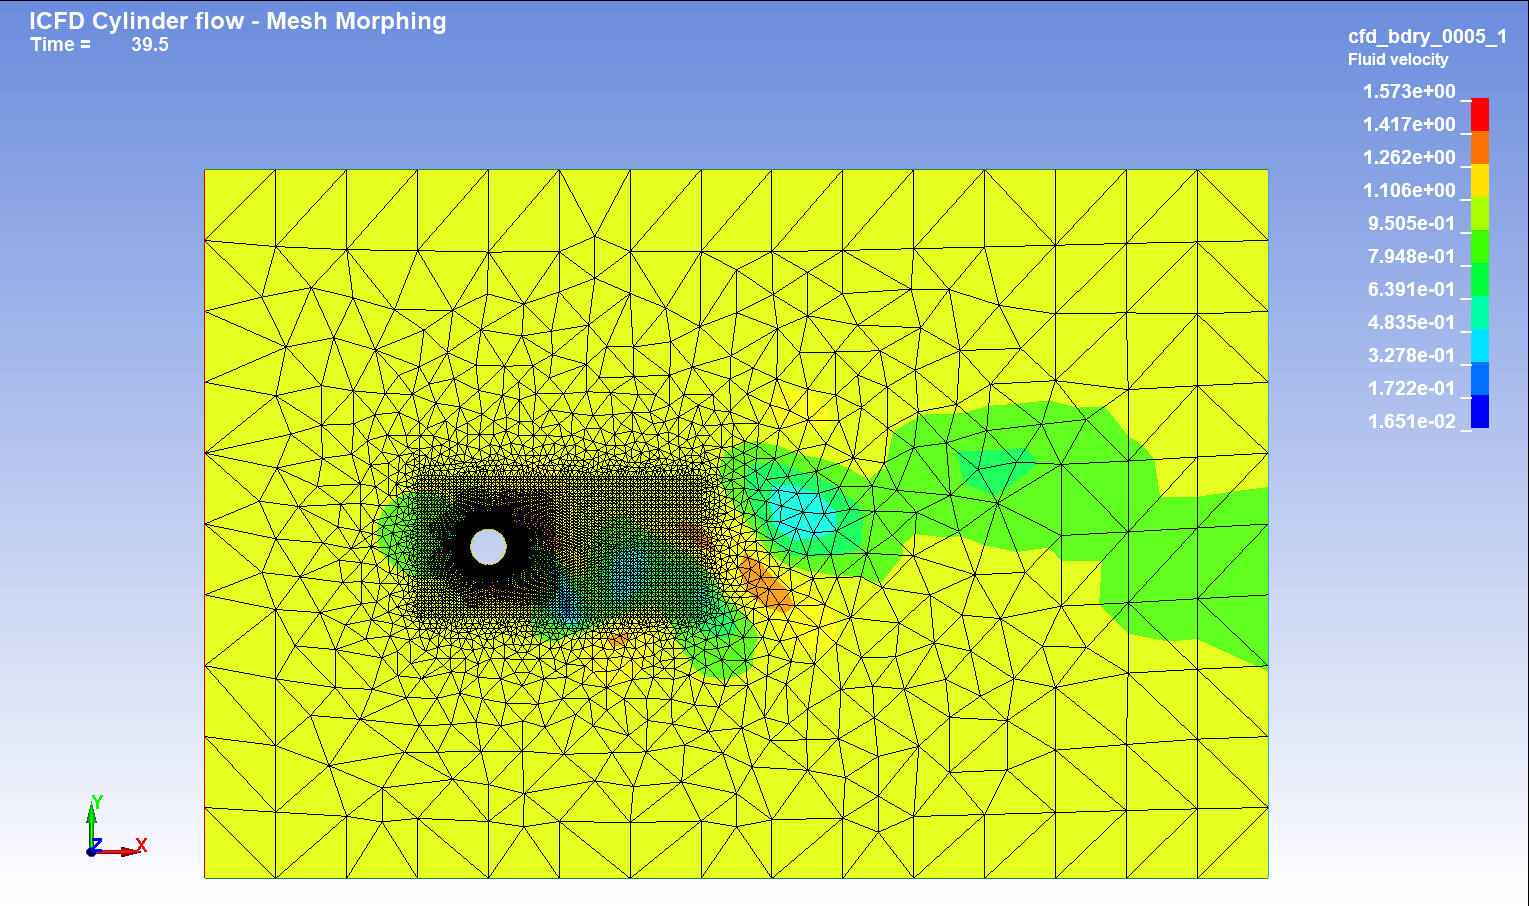 ICFD Cylinder flow - Mesh Morphing
Time = 39.5
cfd_bdry_0005_1
Fluid velocity
1.573e+00
1.417e+00
1.262e+00
1.106e+00
9.505e-01
7.948e-01
6.391e-01
4.835e-01
3.278e-01
1.722e-01
1.651e-02
Y
Z
X